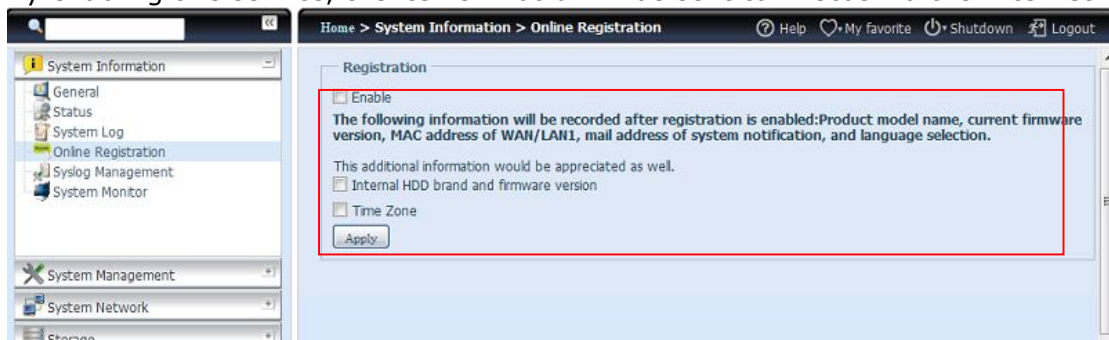 Home > System Information > Online Registration
Help
My favorite
Shutdown
Logout
System Information
General
Status
System Log
Online Registration
Syslog Management
System Monitor
System Management
System Network
Storage
Registration
Enable
The following information will be recorded after registration is enabled:Product model name, current firmware
version, MAC address of WAN/LAN1, mail address of system notification, and language selection.
This additional information would be appreciated as well.
Internal HDD brand and firmware version
Time Zone
Apply